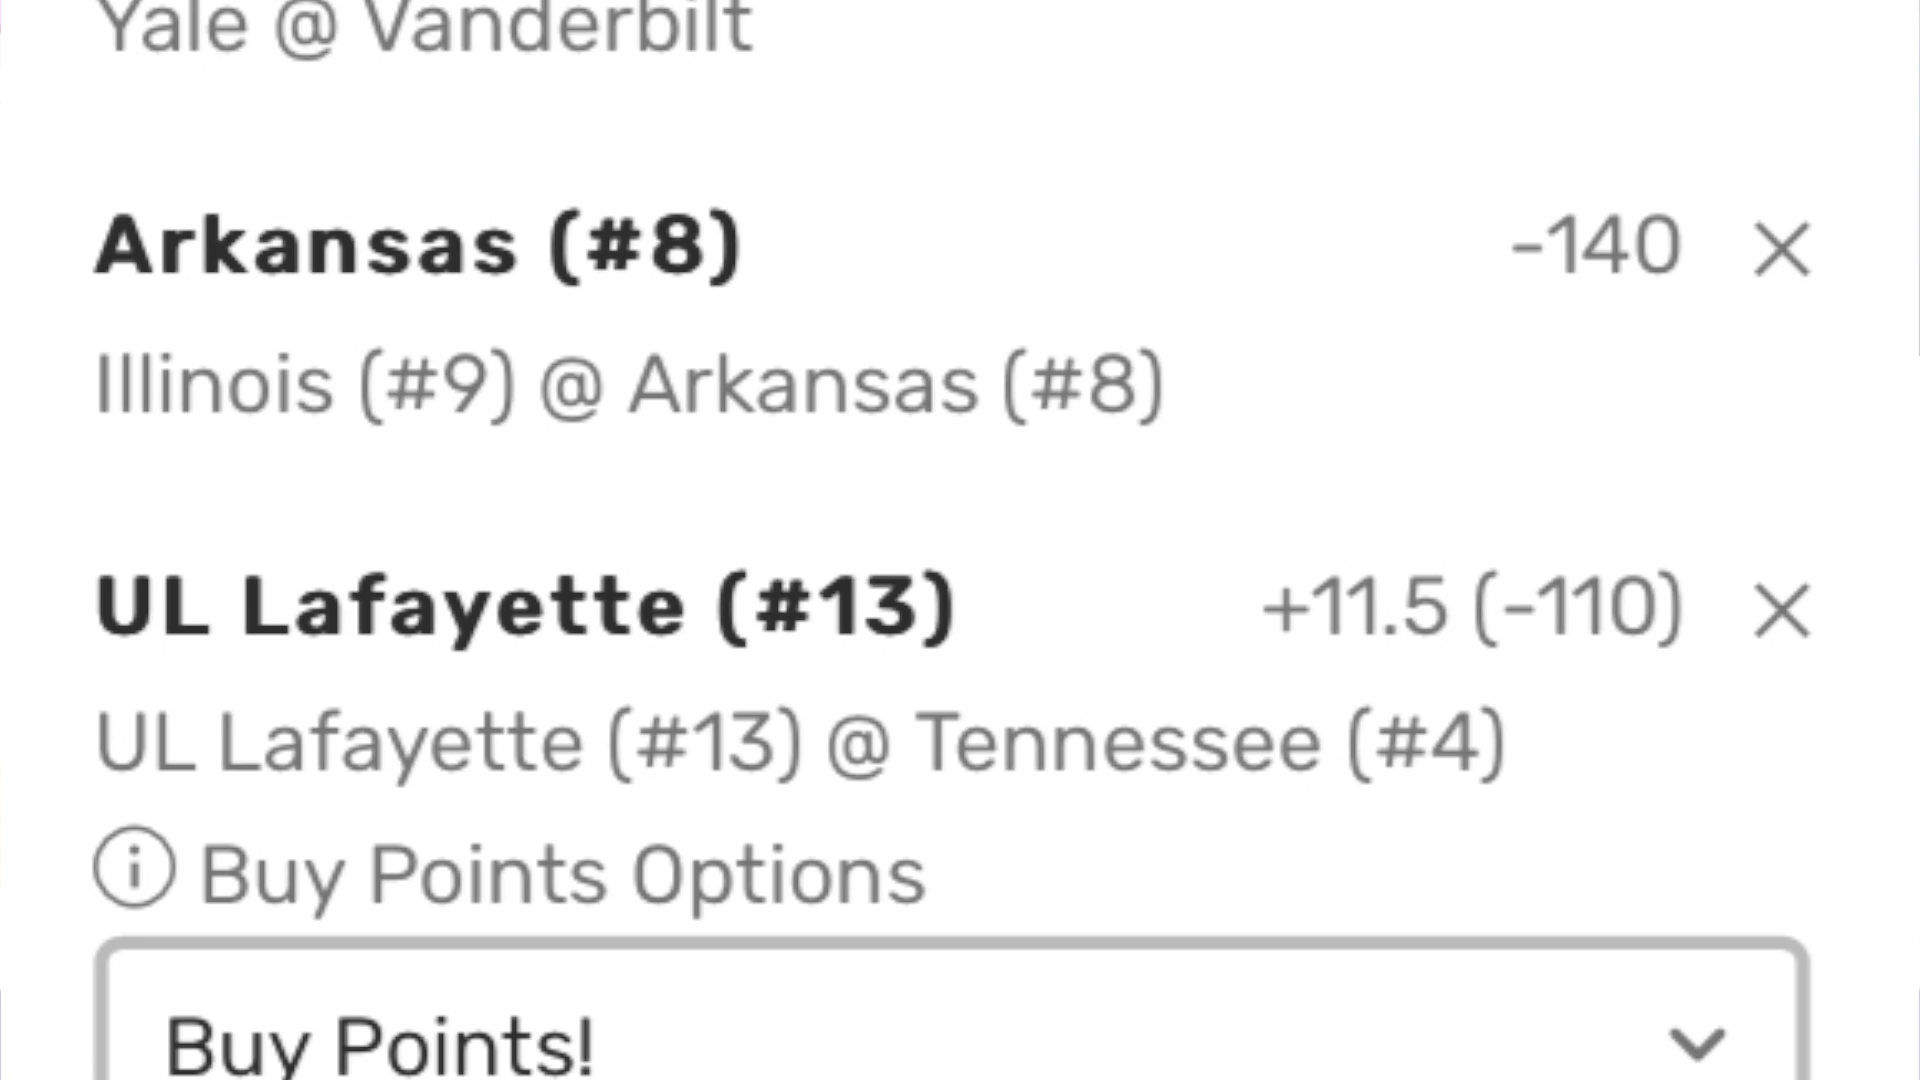 Yale @ Vanderbilt
Arkansas (#8) -140
Illinois (#9) @ Arkansas (#8)
UL Lafayette (#13) +11.5 (-110)
UL Lafayette (#13) @ Tennessee (#4)
Buy Points Options
Buy Points!